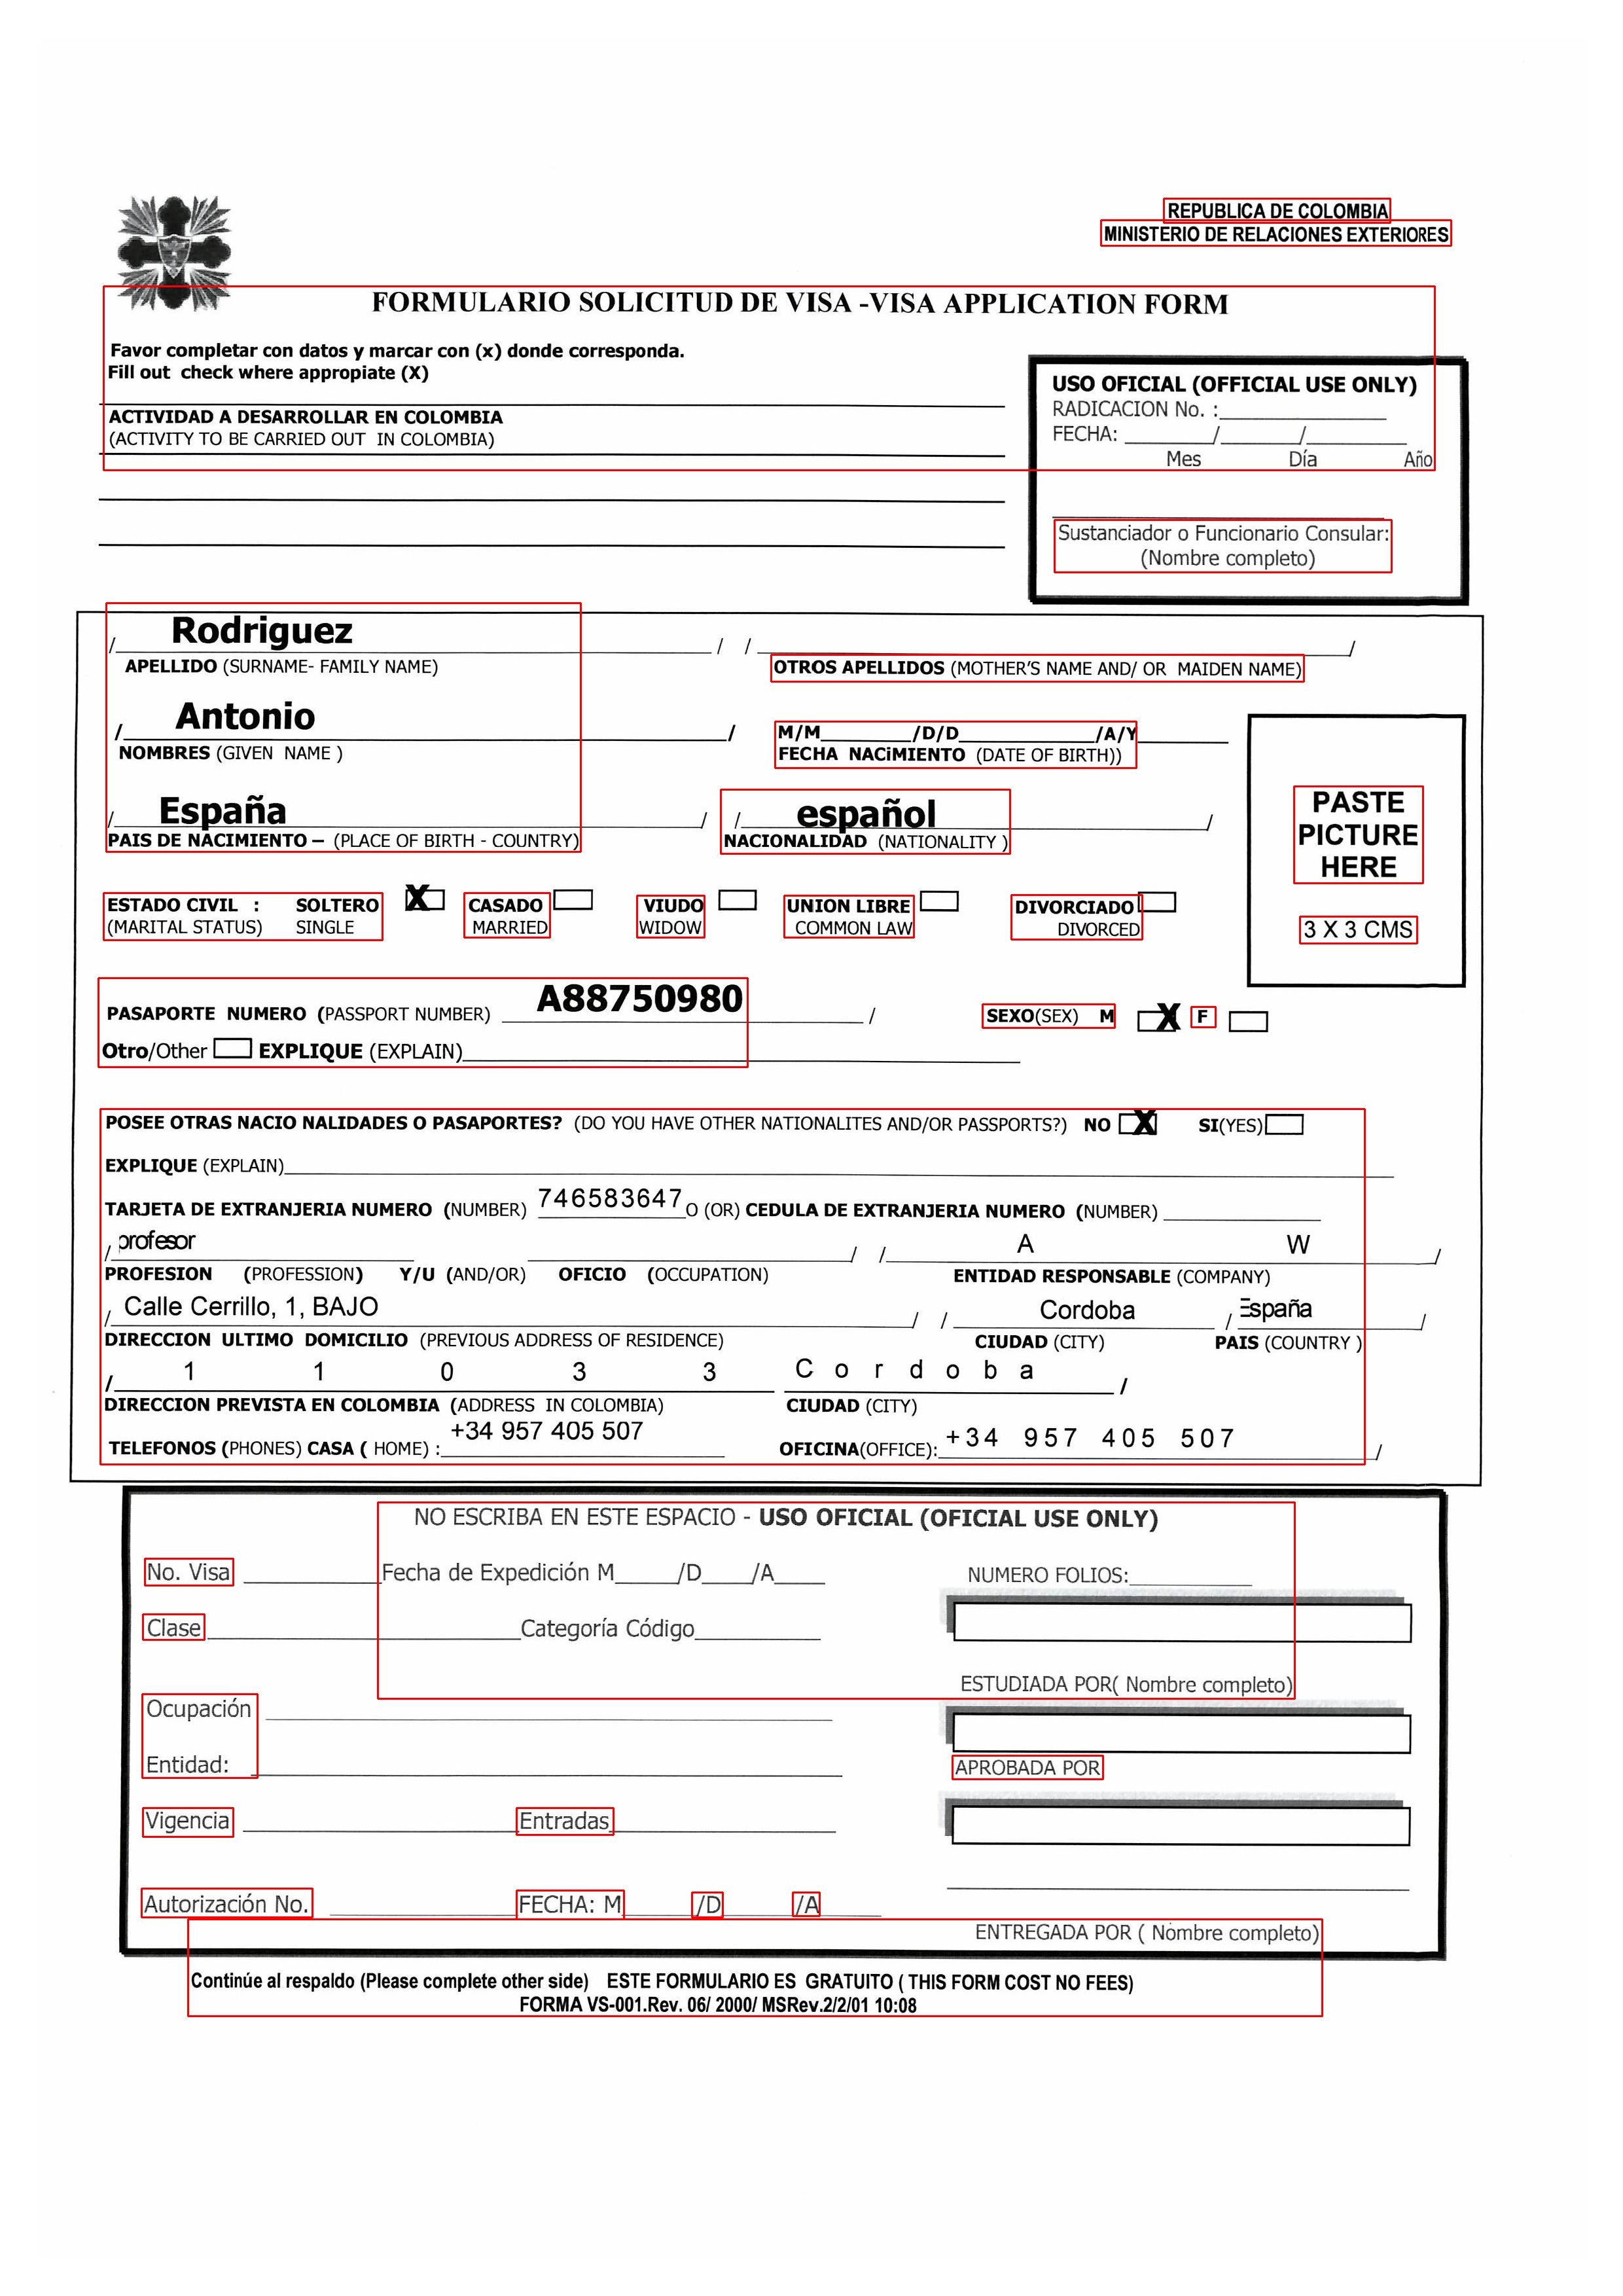 REPUBLICA DE COLOMBIA
MINISTERIO DE RELACIONES EXTERIORES
FORMULARIO SOLICITUD DE VISA -VISA APPLICATION FORM
Favor completar con datos y marcar con (x) donde corresponda.
Fill out check where appropiate (X)
ACTIVIDAD A DESARROLLAR EN COLOMBIA
(ACTIVITY TO BE CARRIED OUT IN COLOMBIA)
USO OFICIAL (OFFICIAL USE ONLY)
RADICACION No. :
FECHA: / /
Mes Día Año
Sustanciador o Funcionario Consular:
(Nombre completo)
/ Rodriguez / / /
APELLIDO (SURNAME- FAMILY NAME) OTROS APELLIDOS (MOTHER'S NAME AND/ OR MAIDEN NAME)
/ Antonio / M/M /D/D /A/Y
NOMBRES (GIVEN NAME ) FECHA NACiMIENTO (DATE OF BIRTH))
/ España / / español /
PAIS DE NACIMIENTO – (PLACE OF BIRTH - COUNTRY) NACIONALIDAD (NATIONALITY )
PASTE
PICTURE
HERE
3 X 3 CMS
ESTADO CIVIL : SOLTERO X CASADO VIUDO UNION LIBRE DIVORCIADO
(MARITAL STATUS) SINGLE MARRIED WIDOW COMMON LAW DIVORCED
PASAPORTE NUMERO (PASSPORT NUMBER) A88750980 / SEXO(SEX) M X F
Otro/Other EXPLIQUE (EXPLAIN)
POSEE OTRAS NACIO NALIDADES O PASAPORTES? (DO YOU HAVE OTHER NATIONALITES AND/OR PASSPORTS?) NO X SI(YES)
EXPLIQUE (EXPLAIN)
TARJETA DE EXTRANJERIA NUMERO (NUMBER) 746583647 O (OR) CEDULA DE EXTRANJERIA NUMERO (NUMBER)
/ profesor / / A W /
PROFESION (PROFESSION) Y/U (AND/OR) OFICIO (OCCUPATION) ENTIDAD RESPONSABLE (COMPANY)
/ Calle Cerrillo, 1, BAJO / / Cordoba / España /
DIRECCION ULTIMO DOMICILIO (PREVIOUS ADDRESS OF RESIDENCE) CIUDAD (CITY) PAIS (COUNTRY )
/ 1 1 0 3 3 C o r d o b a /
DIRECCION PREVISTA EN COLOMBIA (ADDRESS IN COLOMBIA) CIUDAD (CITY)
TELEFONOS (PHONES) CASA ( HOME) : +34 957 405 507 OFICINA(OFFICE): +34 957 405 507 /
NO ESCRIBA EN ESTE ESPACIO - USO OFICIAL (OFICIAL USE ONLY)
No. Visa Fecha de Expedición M /D /A NUMERO FOLIOS:
Clase Categoría Código
ESTUDIADA POR( Nombre completo)
Ocupación
Entidad: APROBADA POR
Vigencia Entradas
Autorización No. FECHA: M /D /A
ENTREGADA POR ( Nombre completo)
Continúe al respaldo (Please complete other side) ESTE FORMULARIO ES GRATUITO ( THIS FORM COST NO FEES)
FORMA VS-001.Rev. 06/ 2000/ MSRev.2/2/01 10:08